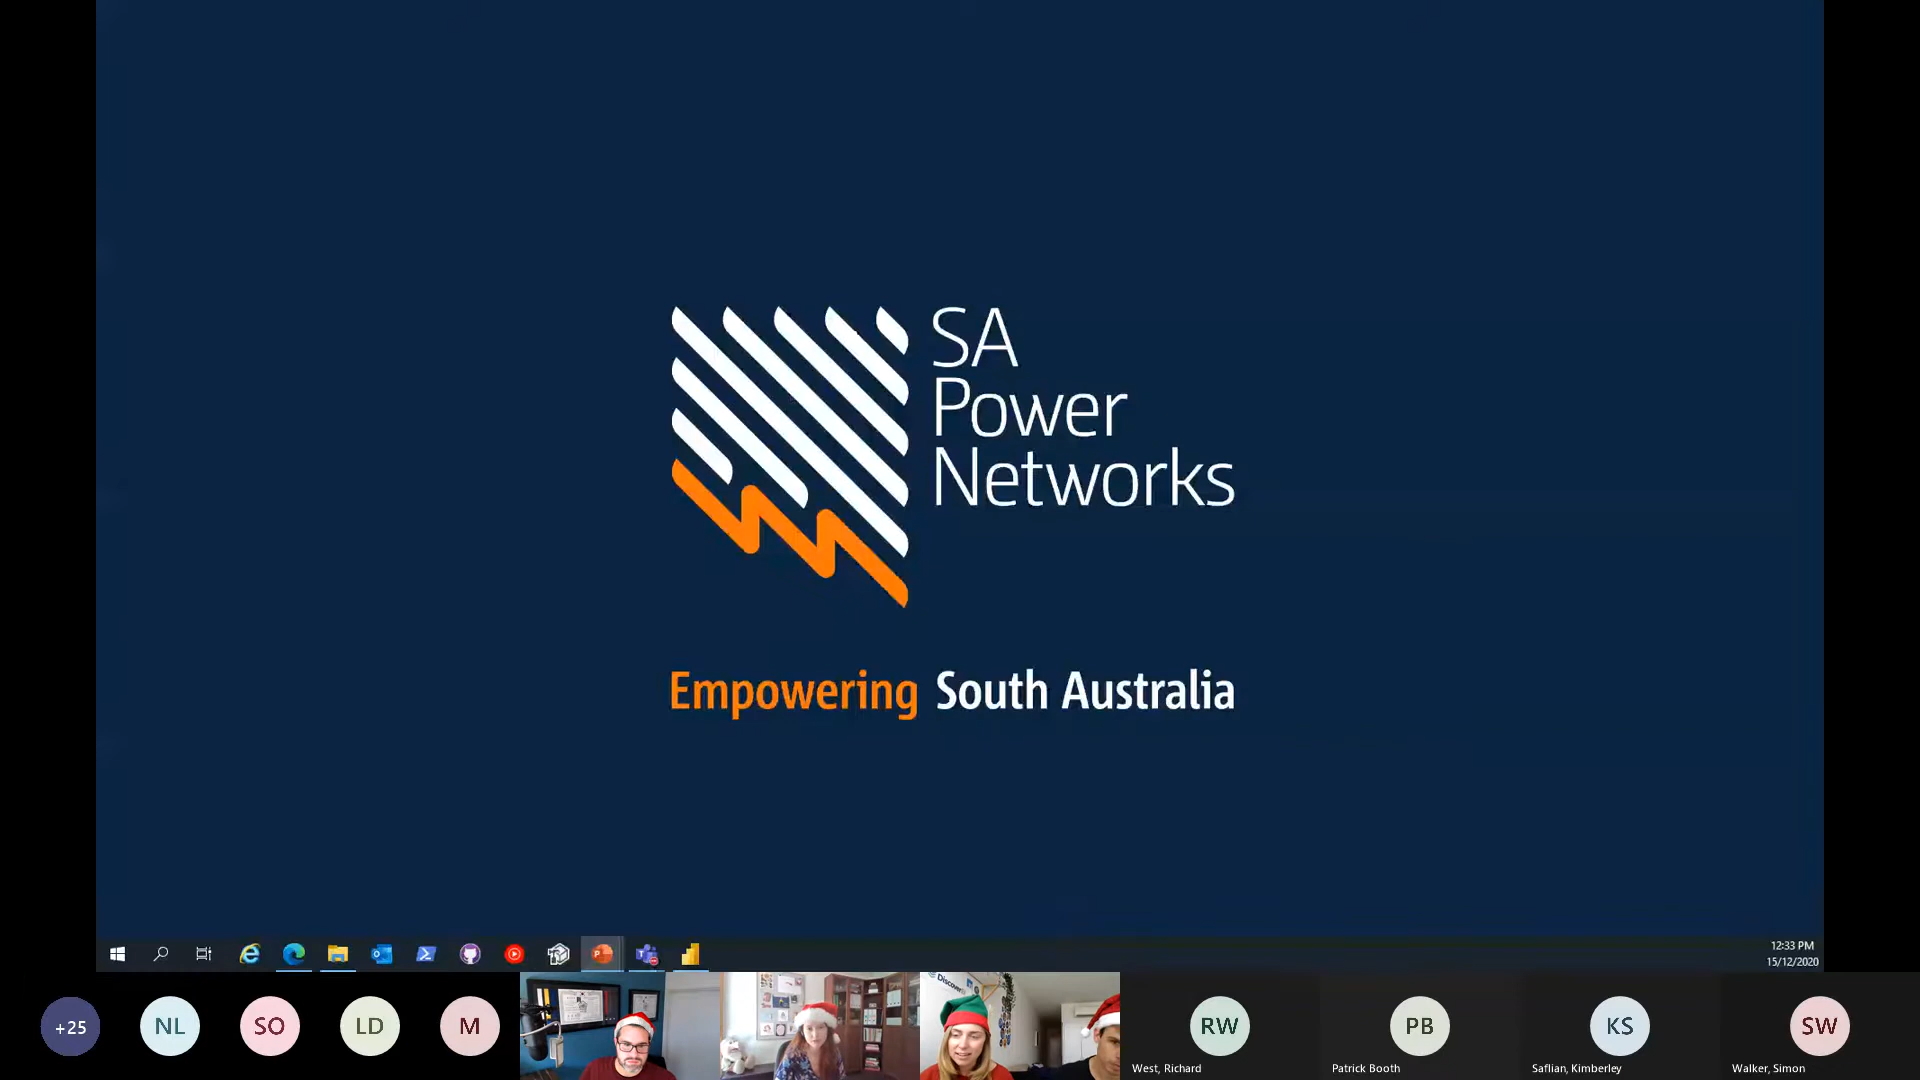 SA
Power
Networks
Empowering South Australia
12:33 PM
15/12/2020
+25
NL
SO
LD
M
Discover
RW
West, Richard
PB
Patrick Booth
KS
Saflian, Kimberley
SW
Walker, Simon